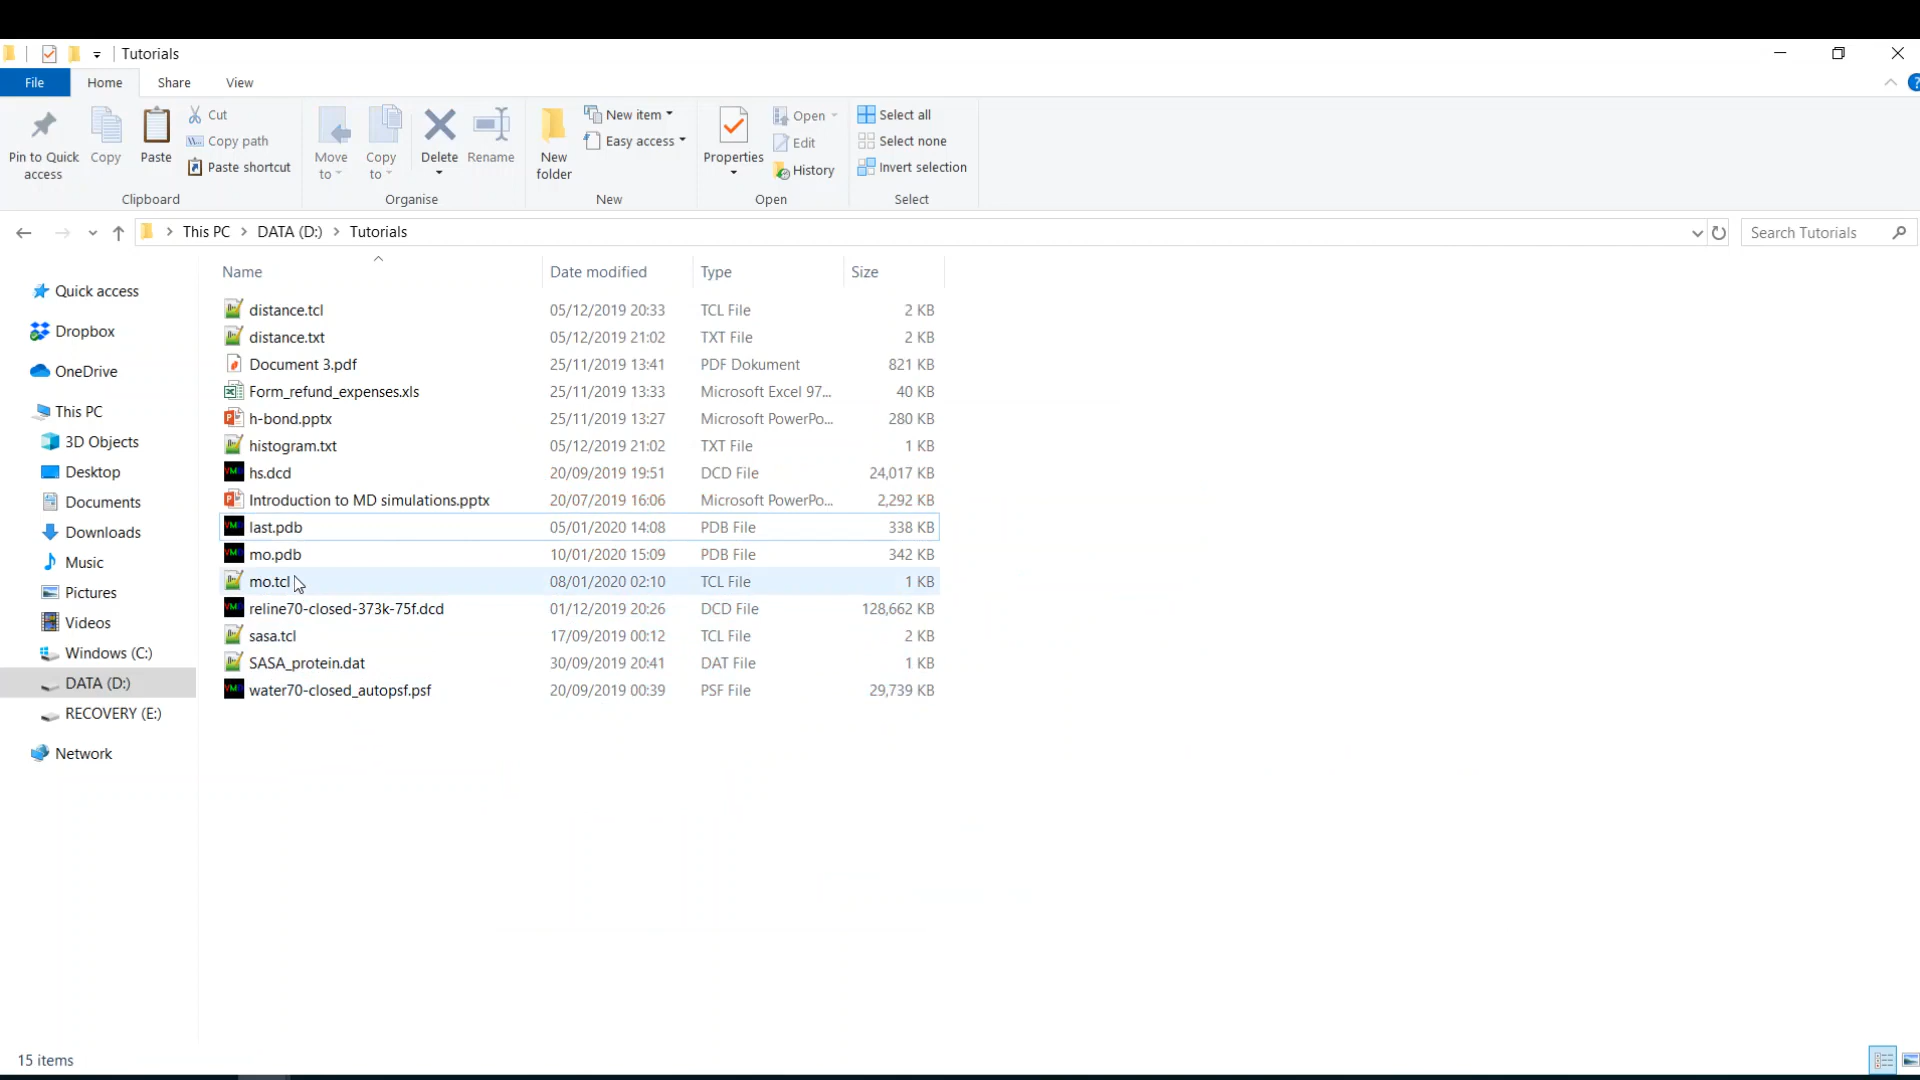 Tutorials
File Home Share View
Pin to Quick access
Copy
Paste
Cut
Copy path
Paste shortcut
Clipboard
Move to
Copy to
Delete
Rename
Organise
New folder
New item
Easy access
New
Properties
Open
Edit
History
Open
Select all
Select none
Invert selection
Select
This PC > DATA (D:) > Tutorials
Search Tutorials
Quick access
Dropbox
OneDrive
This PC
3D Objects
Desktop
Documents
Downloads
Music
Pictures
Videos
Windows (C:)
DATA (D:)
RECOVERY (E:)
Network
Name Date modified Type Size
distance.tcl 05/12/2019 20:33 TCL File 2 KB
distance.txt 05/12/2019 21:02 TXT File 2 KB
Document 3.pdf 25/11/2019 13:41 PDF Dokument 821 KB
Form_refund_expenses.xls 25/11/2019 13:33 Microsoft Excel 97... 40 KB
h-bond.pptx 25/11/2019 13:27 Microsoft PowerPo... 280 KB
histogram.txt 05/12/2019 21:02 TXT File 1 KB
hs.dcd 20/09/2019 19:51 DCD File 24,017 KB
Introduction to MD simulations.pptx 20/07/2019 16:06 Microsoft PowerPo... 2,292 KB
last.pdb 05/01/2020 14:08 PDB File 338 KB
mo.pdb 10/01/2020 15:09 PDB File 342 KB
mo.tcl 08/01/2020 02:10 TCL File 1 KB
reline70-closed-373k-75f.dcd 01/12/2019 20:26 DCD File 128,662 KB
sasa.tcl 17/09/2019 00:12 TCL File 2 KB
SASA_protein.dat 30/09/2019 20:41 DAT File 1 KB
water70-closed_autopsf.psf 20/09/2019 00:39 PSF File 29,739 KB
15 items